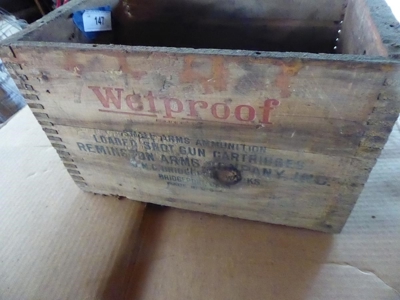 147
Wetproof
SMALL ARMS AMMUNITION
LOADED SHOT GUN CARTRIDGES
REMINGTON ARMS COMPANY, INC.